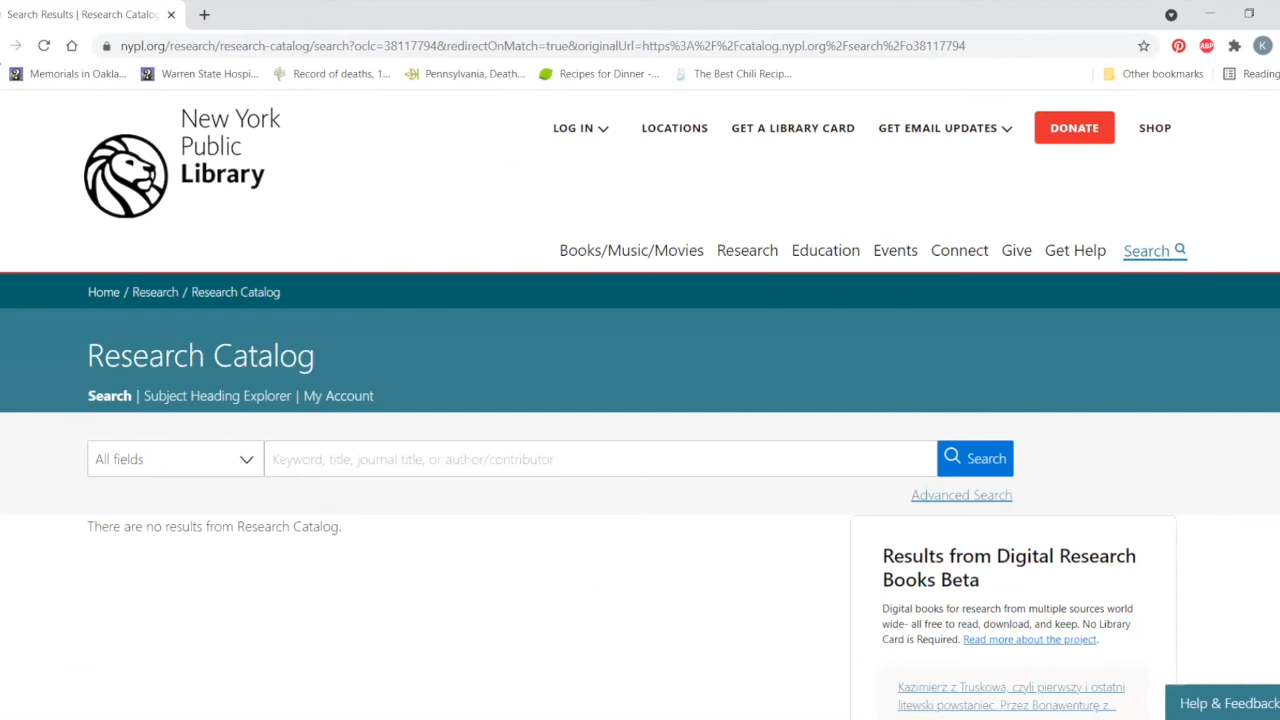 Search Results | Research Catalog
nypl.org/research/research-catalog/search?oclc=38117794&redirectOnMatch=true&originalUrl=https%3A%2F%2Fcatalog.nypl.org%2Fsearch%2Fo38117794
ABP
K
Memorials in Oakla... Warren State Hospi... Record of deaths, 1... Pennsylvania, Death... Recipes for Dinner -... The Best Chili Recip... Other bookmarks Reading
New York
Public
Library
LOG IN LOCATIONS GET A LIBRARY CARD GET EMAIL UPDATES DONATE SHOP
Books/Music/Movies Research Education Events Connect Give Get Help Search
Home / Research / Research Catalog
Research Catalog
Search | Subject Heading Explorer | My Account
All fields Keyword, title, journal title, or author/contributor Search
Advanced Search
There are no results from Research Catalog.
Results from Digital Research
Books Beta
Digital books for research from multiple sources world
wide- all free to read, download, and keep. No Library
Card is Required. Read more about the project.
Kazimierz z Truskowa, czyli pierwszy i ostatni
litewski powstaniec. Przez Bonawenturę z...
Help & Feedback